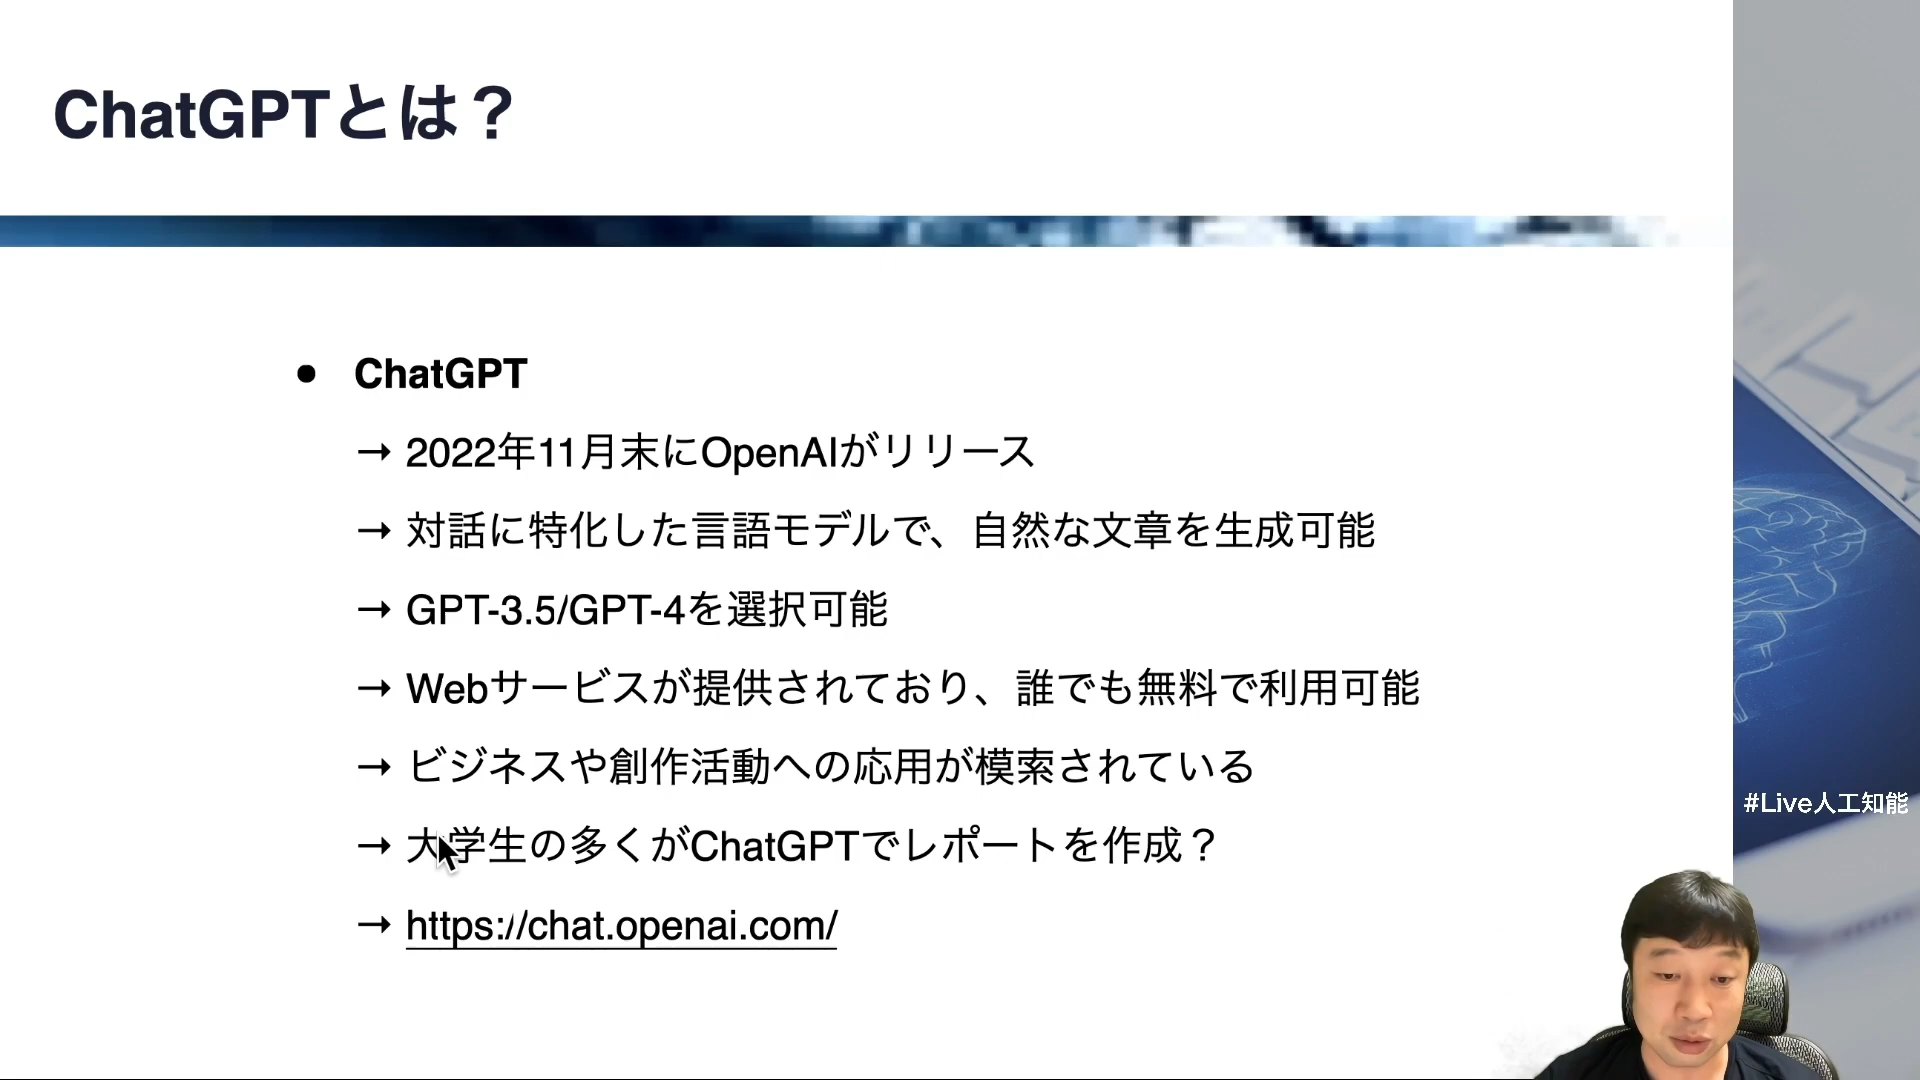 ChatGPTとは？
● ChatGPT
→ 2022年11月末にOpenAIがリリース
→ 対話に特化した言語モデルで、自然な文章を生成可能
→ GPT-3.5/GPT-4を選択可能
→ Webサービスが提供されており、誰でも無料で利用可能
→ ビジネスや創作活動への応用が模索されている
→ 大学生の多くがChatGPTでレポートを作成？
→ https://chat.openai.com/
#Live人工知能